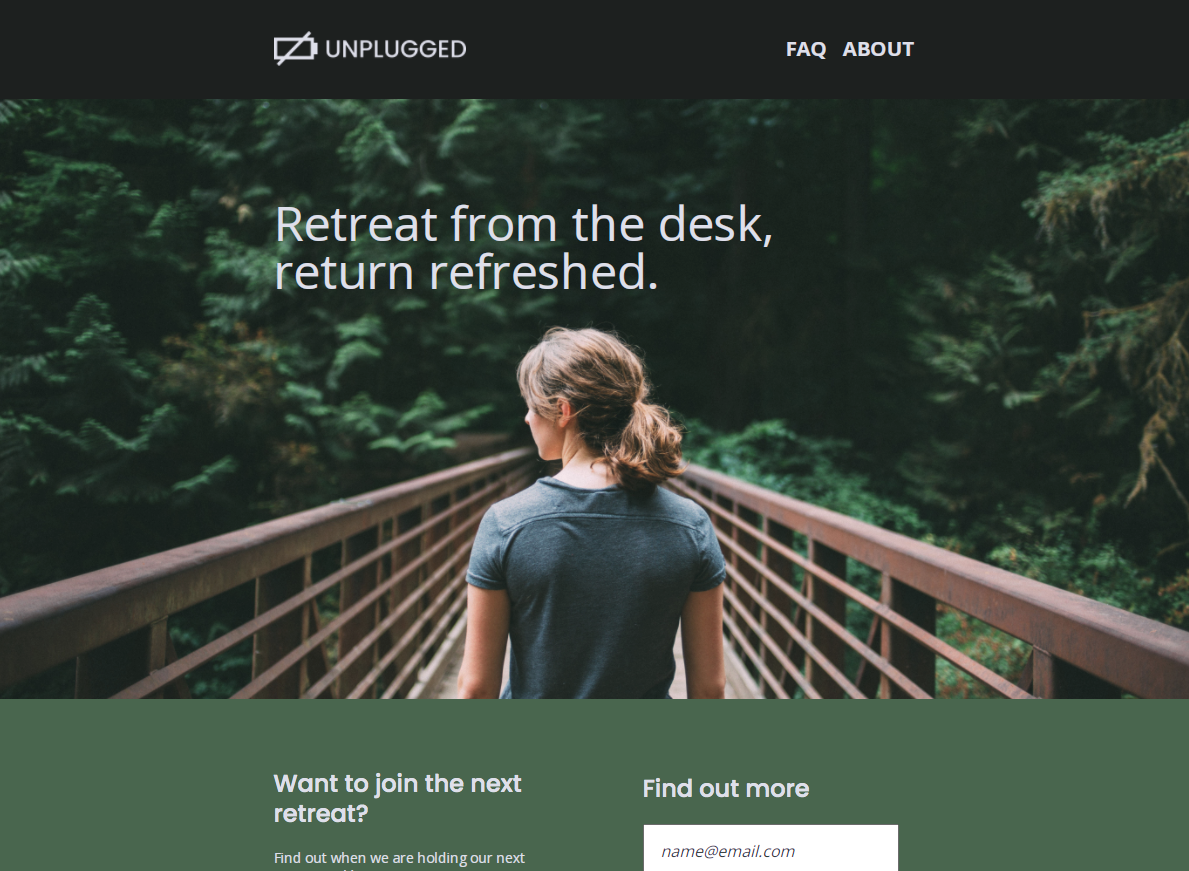 UNPLUGGED
FAQ ABOUT
Retreat from the desk,
return refreshed.
Want to join the next
retreat?
Find out when we are holding our next
Find out more
name@email.com